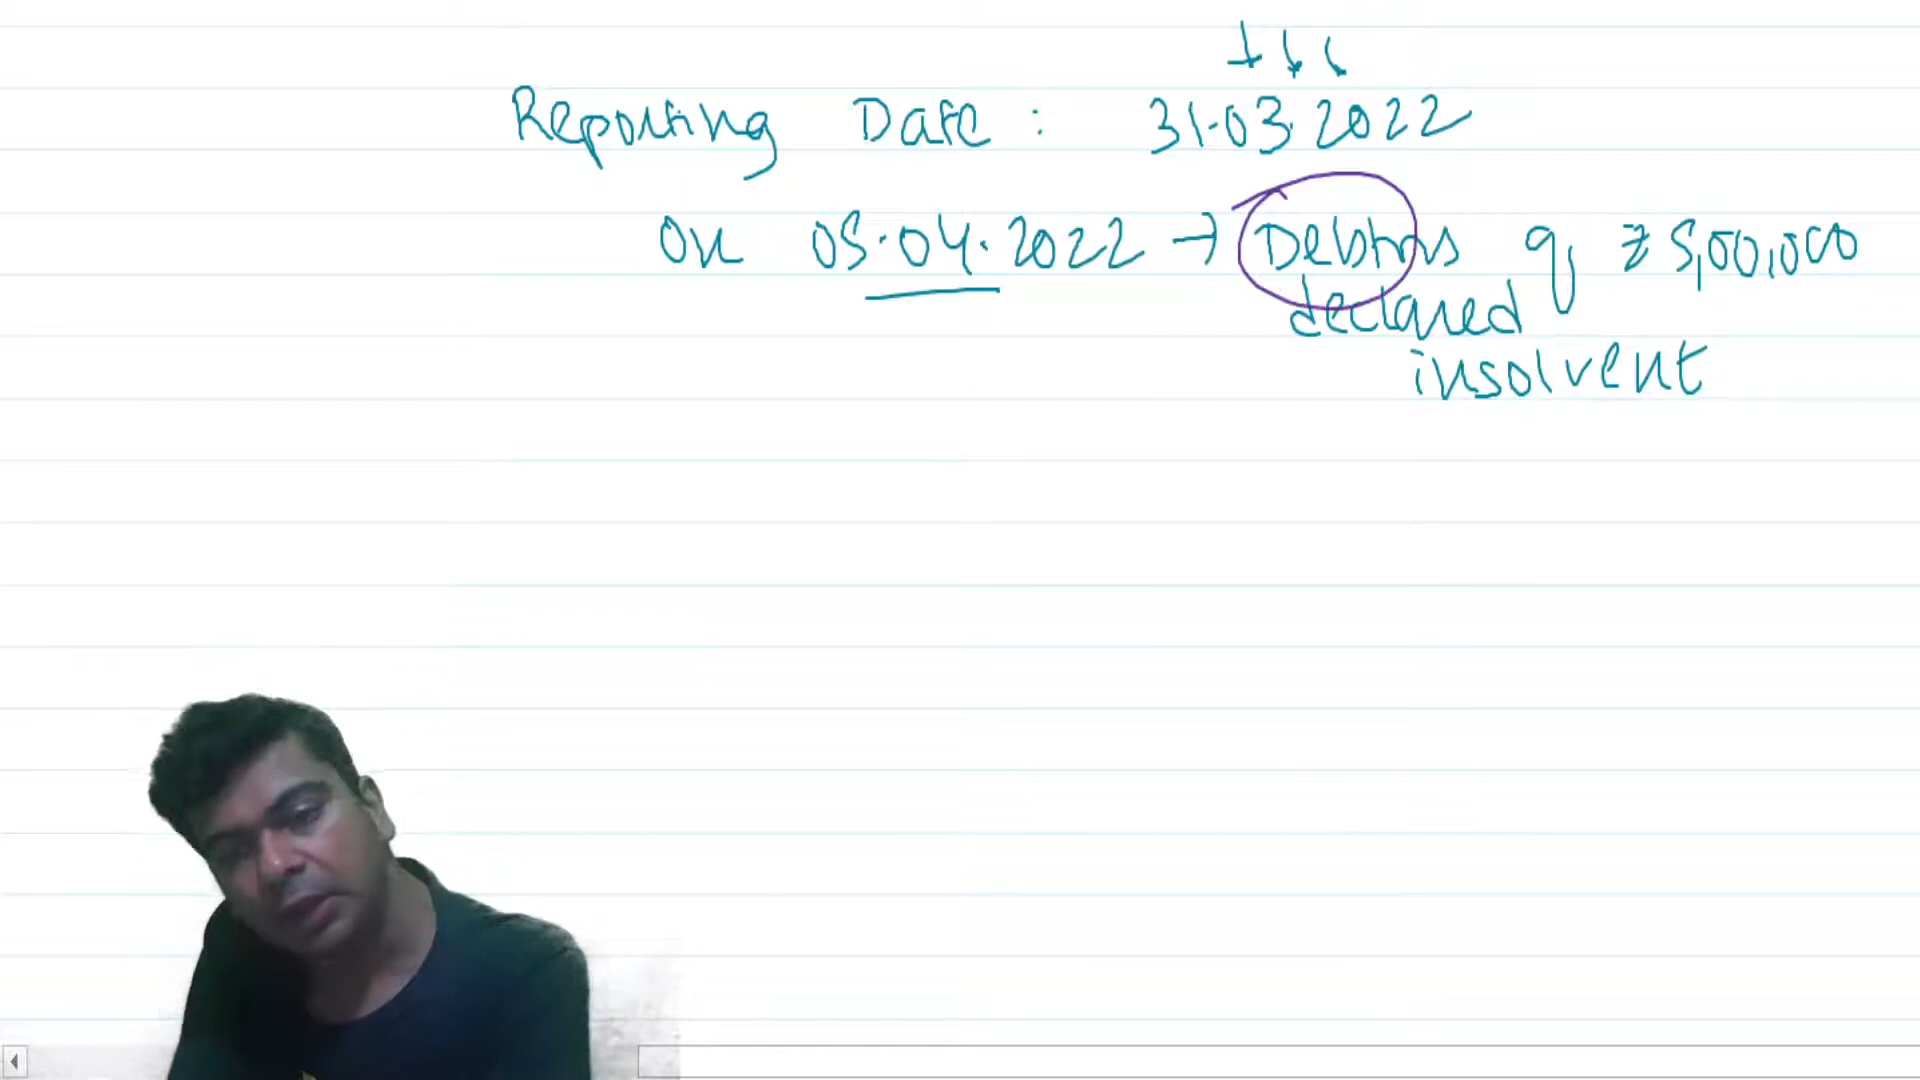 Reporting Date : 31.03.2022
On 05.04.2022 → Debtors of ₹ 5,00,000
declared
insolvent